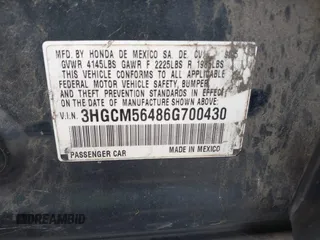 MFD. BY HONDA DE MEXICO SA. DE CV.
GVWR 4145LBS GAWR F 2225LBS R 1985LBS
THIS VEHICLE CONFORMS TO ALL APPLICABLE
FEDERAL MOTOR VEHICLE SAFETY, BUMPER,
AND THEFT PREVENTION STANDARDS IN EFFECT
ON THE DATE OF MANUFACTURE SHOWN ABOVE.
V.I.N. 3HGCM56486G700430
PASSENGER CAR
MADE IN MEXICO
DREAMBID